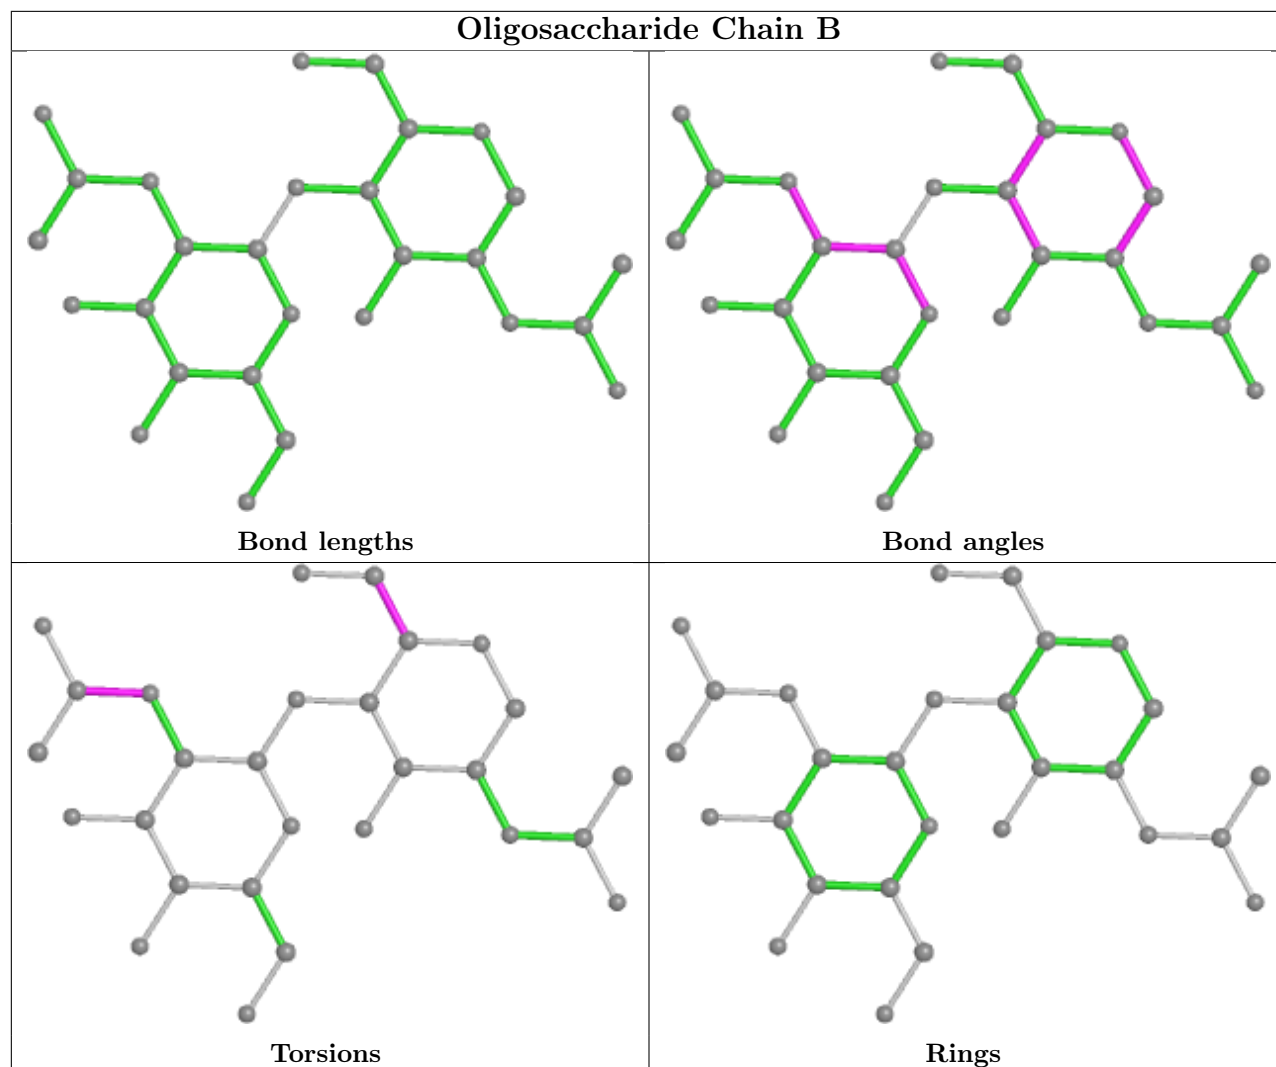 Oligosaccharide Chain B
Bond lengths
Bond angles
Torsions
Rings